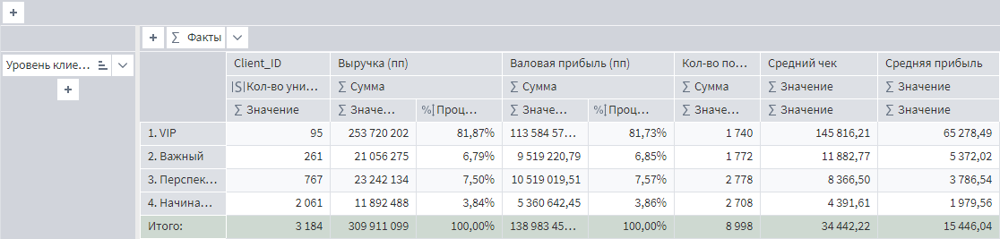 +
+ ∑ Факты
Уровень клие...
+
Client_ID Выручка (пп) Валовая прибыль (пп) Кол-во по... Средний чек Средняя прибыль
|S| Кол-во уни... ∑ Сумма ∑ Сумма ∑ Сумма ∑ Значение ∑ Значение
∑ Значение ∑ Значе... %| Проц... ∑ Значе... %| Проц... ∑ Значе... ∑ Значение ∑ Значение
1. VIP 95 253 720 202 81,87% 113 584 57... 81,73% 1 740 145 816,21 65 278,49
2. Важный 261 21 056 275 6,79% 9 519 220,79 6,85% 1 772 11 882,77 5 372,02
3. Перспек... 767 23 242 134 7,50% 10 519 019,51 7,57% 2 778 8 366,50 3 786,54
4. Начина... 2 061 11 892 488 3,84% 5 360 642,45 3,86% 2 708 4 391,61 1 979,56
Итого: 3 184 309 911 099 100,00% 138 983 45... 100,00% 8 998 34 442,22 15 446,04